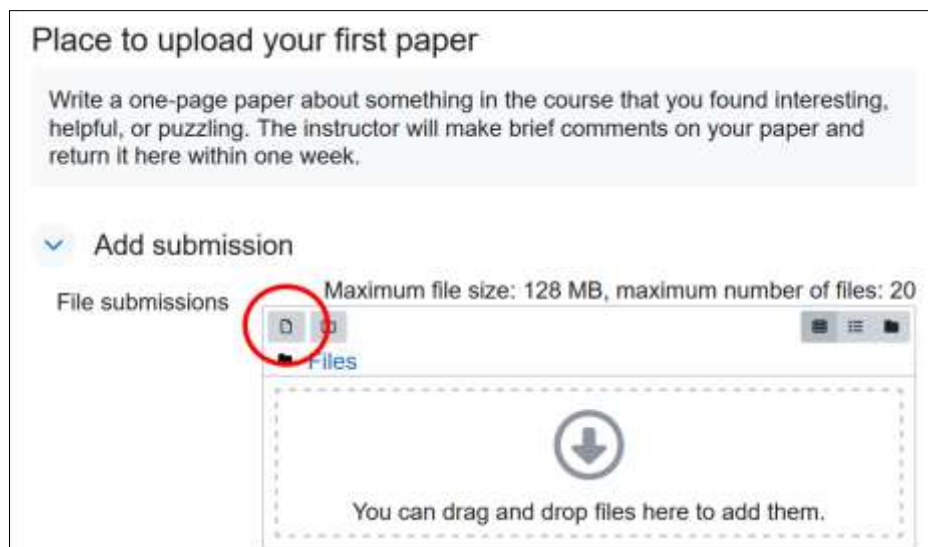 Place to upload your first paper
Write a one-page paper about something in the course that you found interesting,
helpful, or puzzling. The instructor will make brief comments on your paper and
return it here within one week.
Add submission
File submissions
Maximum file size: 128 MB, maximum number of files: 20
Files
You can drag and drop files here to add them.